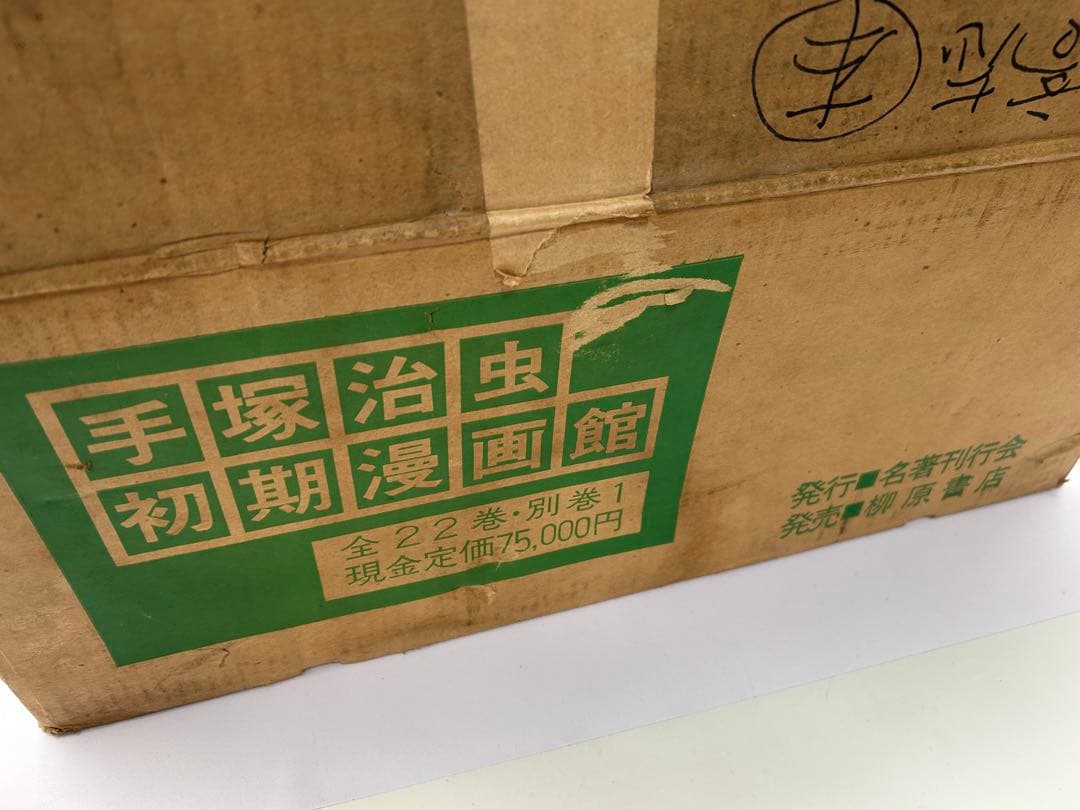 本
手塚治虫
初期漫画館
全22巻・別巻1
現金定価75,000円
発行■名著刊行会
発売■柳原書店